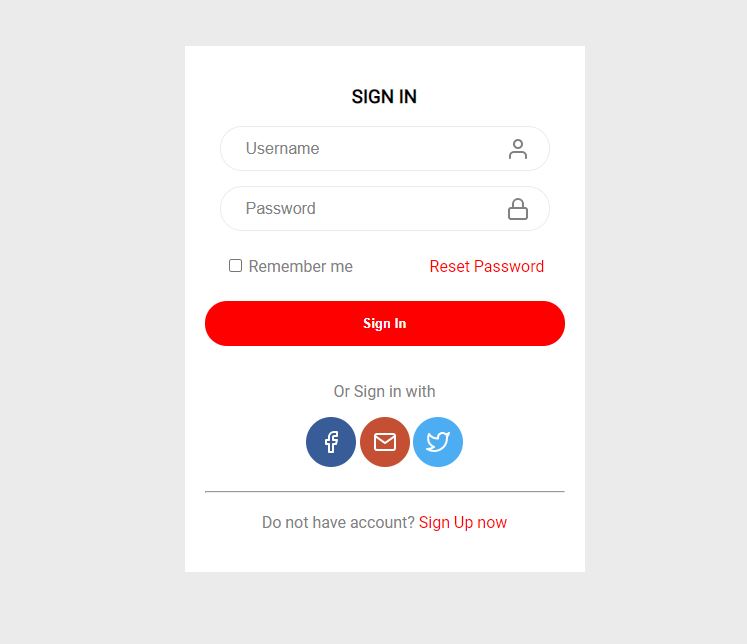 SIGN IN
Username
Password
Remember me Reset Password
Sign In
Or Sign in with
Do not have account? Sign Up now